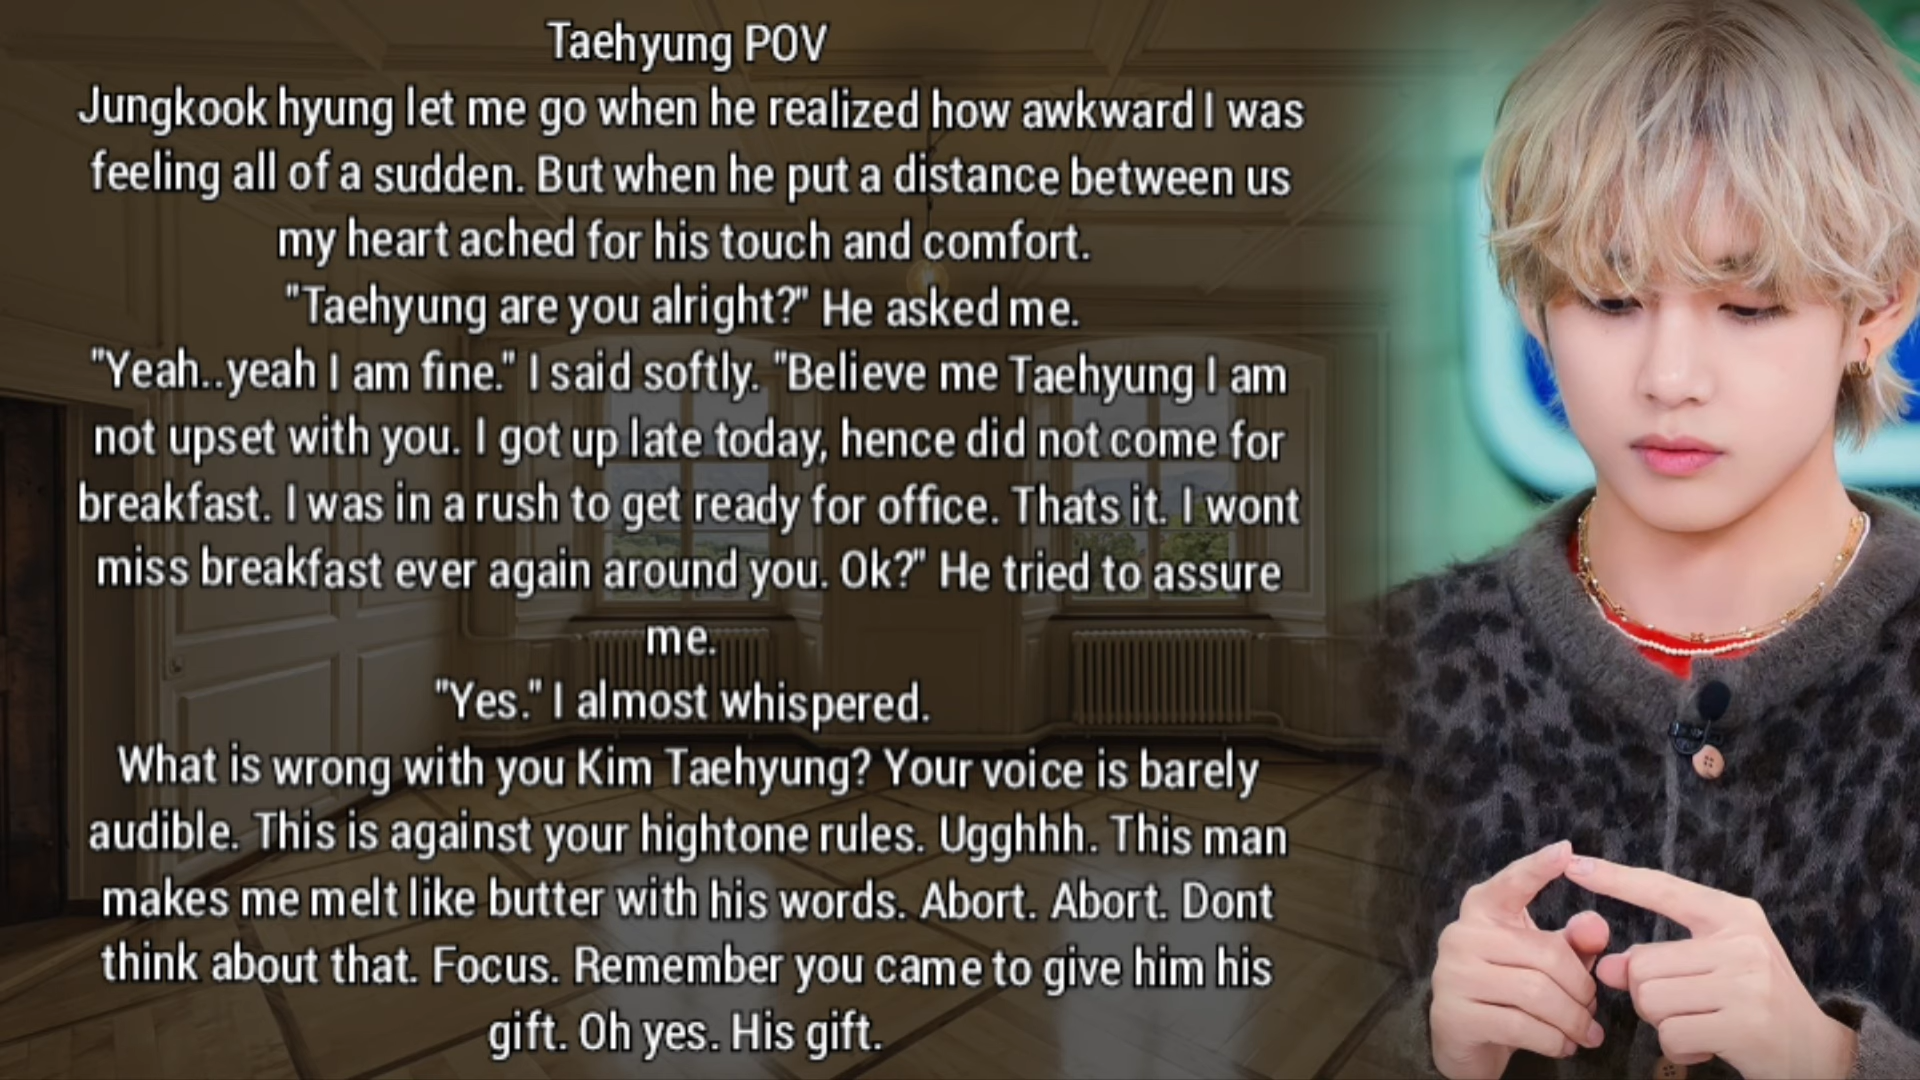 Taehyung POV
Jungkook hyung let me go when he realized how awkward I was
feeling all of a sudden. But when he put a distance between us
my heart ached for his touch and comfort.
"Taehyung are you alright?" He asked me.
"Yeah..yeah I am fine." I said softly. "Believe me Taehyung I am
not upset with you. I got up late today, hence did not come for
breakfast. I was in a rush to get ready for office. Thats it. I wont
miss breakfast ever again around you. Ok?" He tried to assure
me.
"Yes." I almost whispered.
What is wrong with you Kim Taehyung? Your voice is barely
audible. This is against your hightone rules. Ugghhh. This man
makes me melt like butter with his words. Abort. Abort. Dont
think about that. Focus. Remember you came to give him his
gift. Oh yes. His gift.